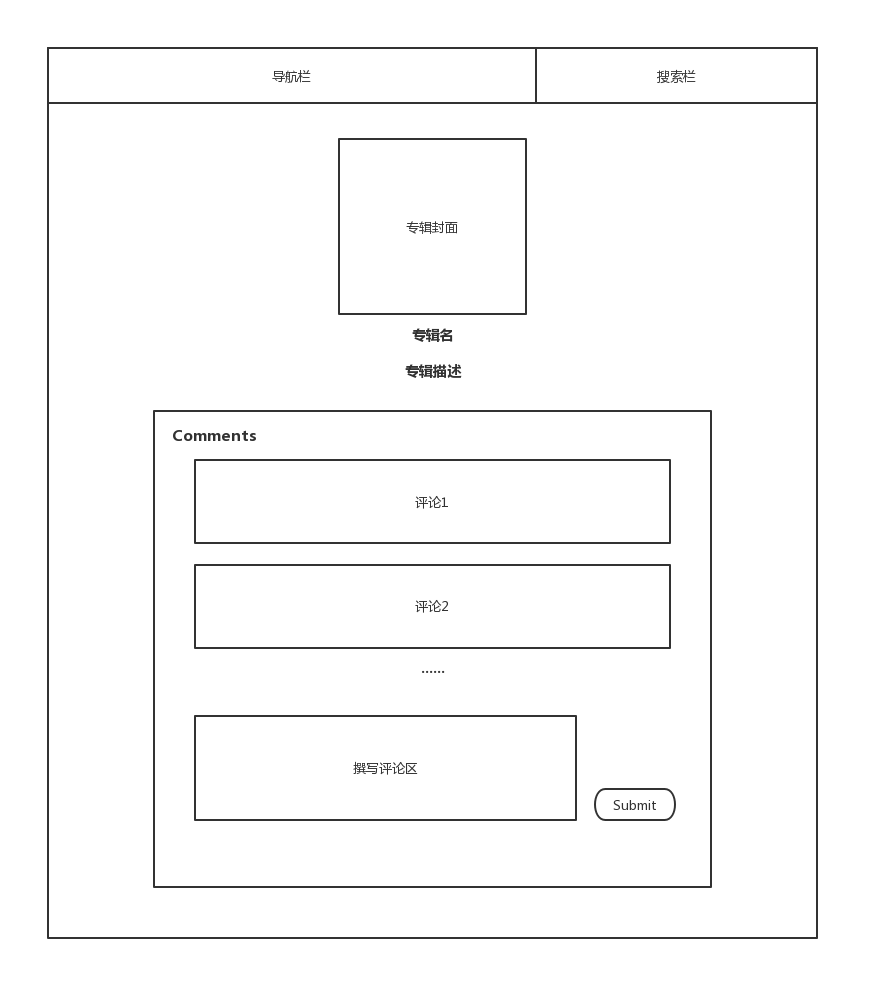 导航栏
搜索栏
专辑封面
专辑名
专辑描述
Comments
评论1
评论2
......
撰写评论区
Submit